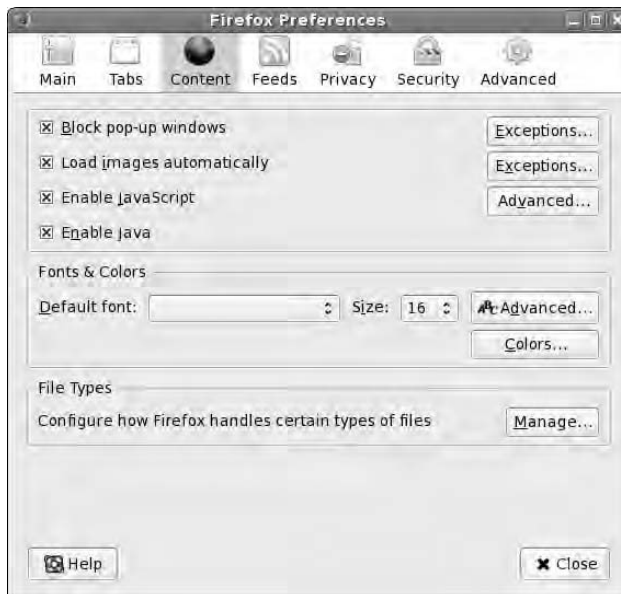 Firefox Preferences
Main Tabs Content Feeds Privacy Security Advanced
Block pop-up windows Exceptions...
Load images automatically Exceptions...
Enable JavaScript Advanced...
Enable Java
Fonts & Colors
Default font: Size: 16 Advanced...
Colors...
File Types
Configure how Firefox handles certain types of files Manage...
Help Close